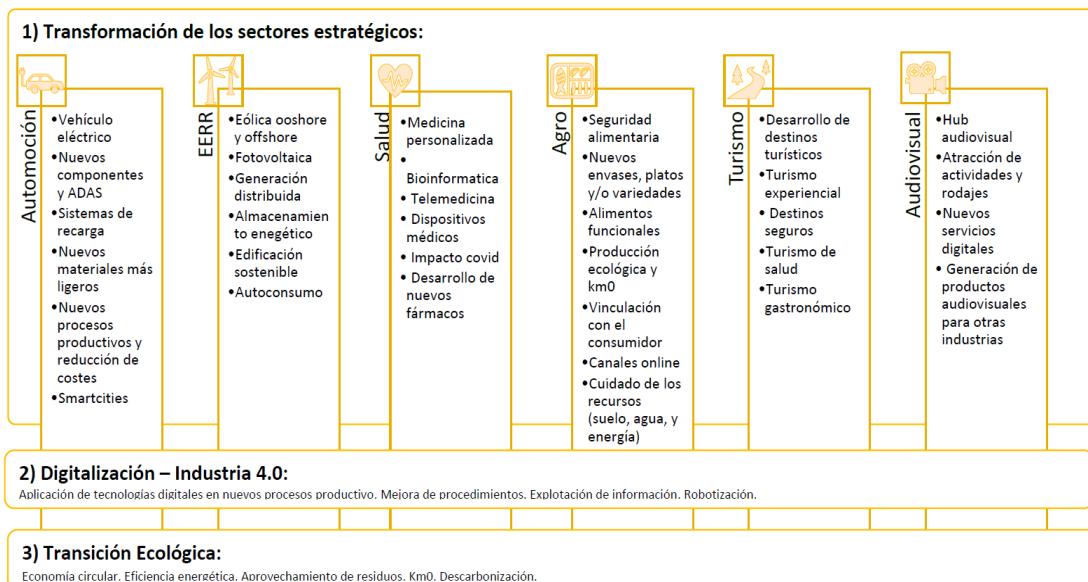 1) Transformación de los sectores estratégicos:
Automoción
•Vehículo
eléctrico
•Nuevos
componentes
y ADAS
•Sistemas de
recarga
•Nuevos
materiales más
ligeros
•Nuevos
procesos
productivos y
reducción de
costes
•Smartcities
EERR
•Eólica ooshore
y offshore
•Fotovoltaica
•Generación
distribuida
•Almacenamien
to enegético
•Edificación
sostenible
•Autoconsumo
Salud
•Medicina
personalizada
•
Bioinformatica
• Telemedicina
• Dispositivos
médicos
• Impacto covid
• Desarrollo de
nuevos
fármacos
Agro
•Seguridad
alimentaria
•Nuevos
envases, platos
y/o variedades
•Alimentos
funcionales
•Producción
ecológica y
km0
•Vinculación
con el
consumidor
•Canales online
•Cuidado de los
recursos
(suelo, agua, y
energía)
Turismo
•Desarrollo de
destinos
turísticos
•Turismo
experiencial
• Destinos
seguros
•Turismo de
salud
•Turismo
gastronómico
Audiovisual
•Hub
audiovisual
•Atracción de
actividades y
rodajes
•Nuevos
servicios
digitales
• Generación de
productos
audiovisuales
para otras
industrias
2) Digitalización – Industria 4.0:
Aplicación de tecnologías digitales en nuevos procesos productivo. Mejora de procedimientos. Explotación de información. Robotización.
3) Transición Ecológica:
Economía circular. Eficiencia energética. Aprovechamiento de residuos. Km0. Descarbonización.